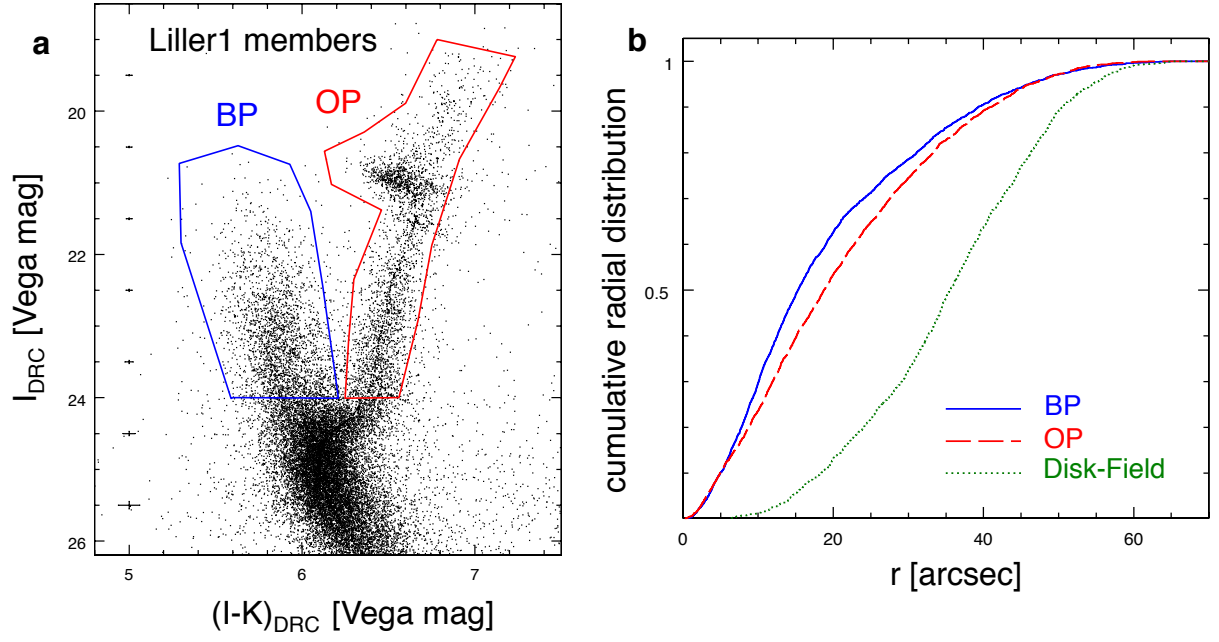 a
Liller1 members
BP
OP
20
22
24
26
I_DRC [Vega mag]
5
6
7
(I-K)_DRC [Vega mag]
b
1
0.5
cumulative radial distribution
BP
OP
Disk-Field
0
20
40
60
r [arcsec]